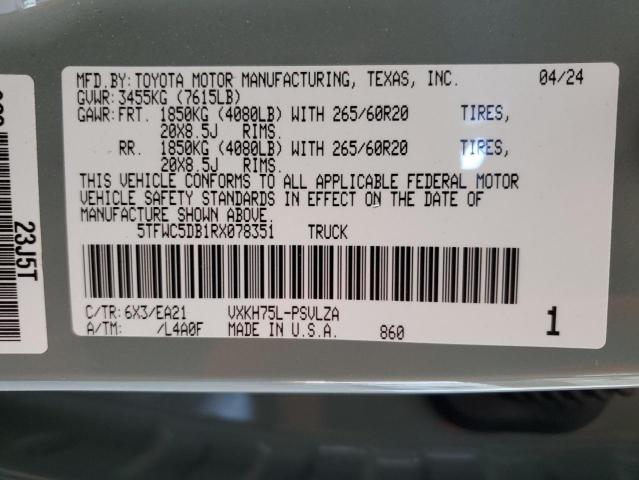 MFD.BY:TOYOTA MOTOR MANUFACTURING, TEXAS, INC. 04/24
GVWR:3455KG (7615LB)
GAWR:FRT. 1850KG (4080LB) WITH 265/60R20 TIRES,
20X8.5J RIMS.
RR. 1850KG (4080LB) WITH 265/60R20 TIRES,
20X8.5J RIMS.
THIS VEHICLE CONFORMS TO ALL APPLICABLE FEDERAL MOTOR
VEHICLE SAFETY STANDARDS IN EFFECT ON THE DATE OF
MANUFACTURE SHOWN ABOVE.
5TFWC5DB1RX078351 TRUCK
C/TR:6X3/EA21 VXKH75L-PSVLZA
A/TM: /L4A0F MADE IN U.S.A. 860 1
23J5T